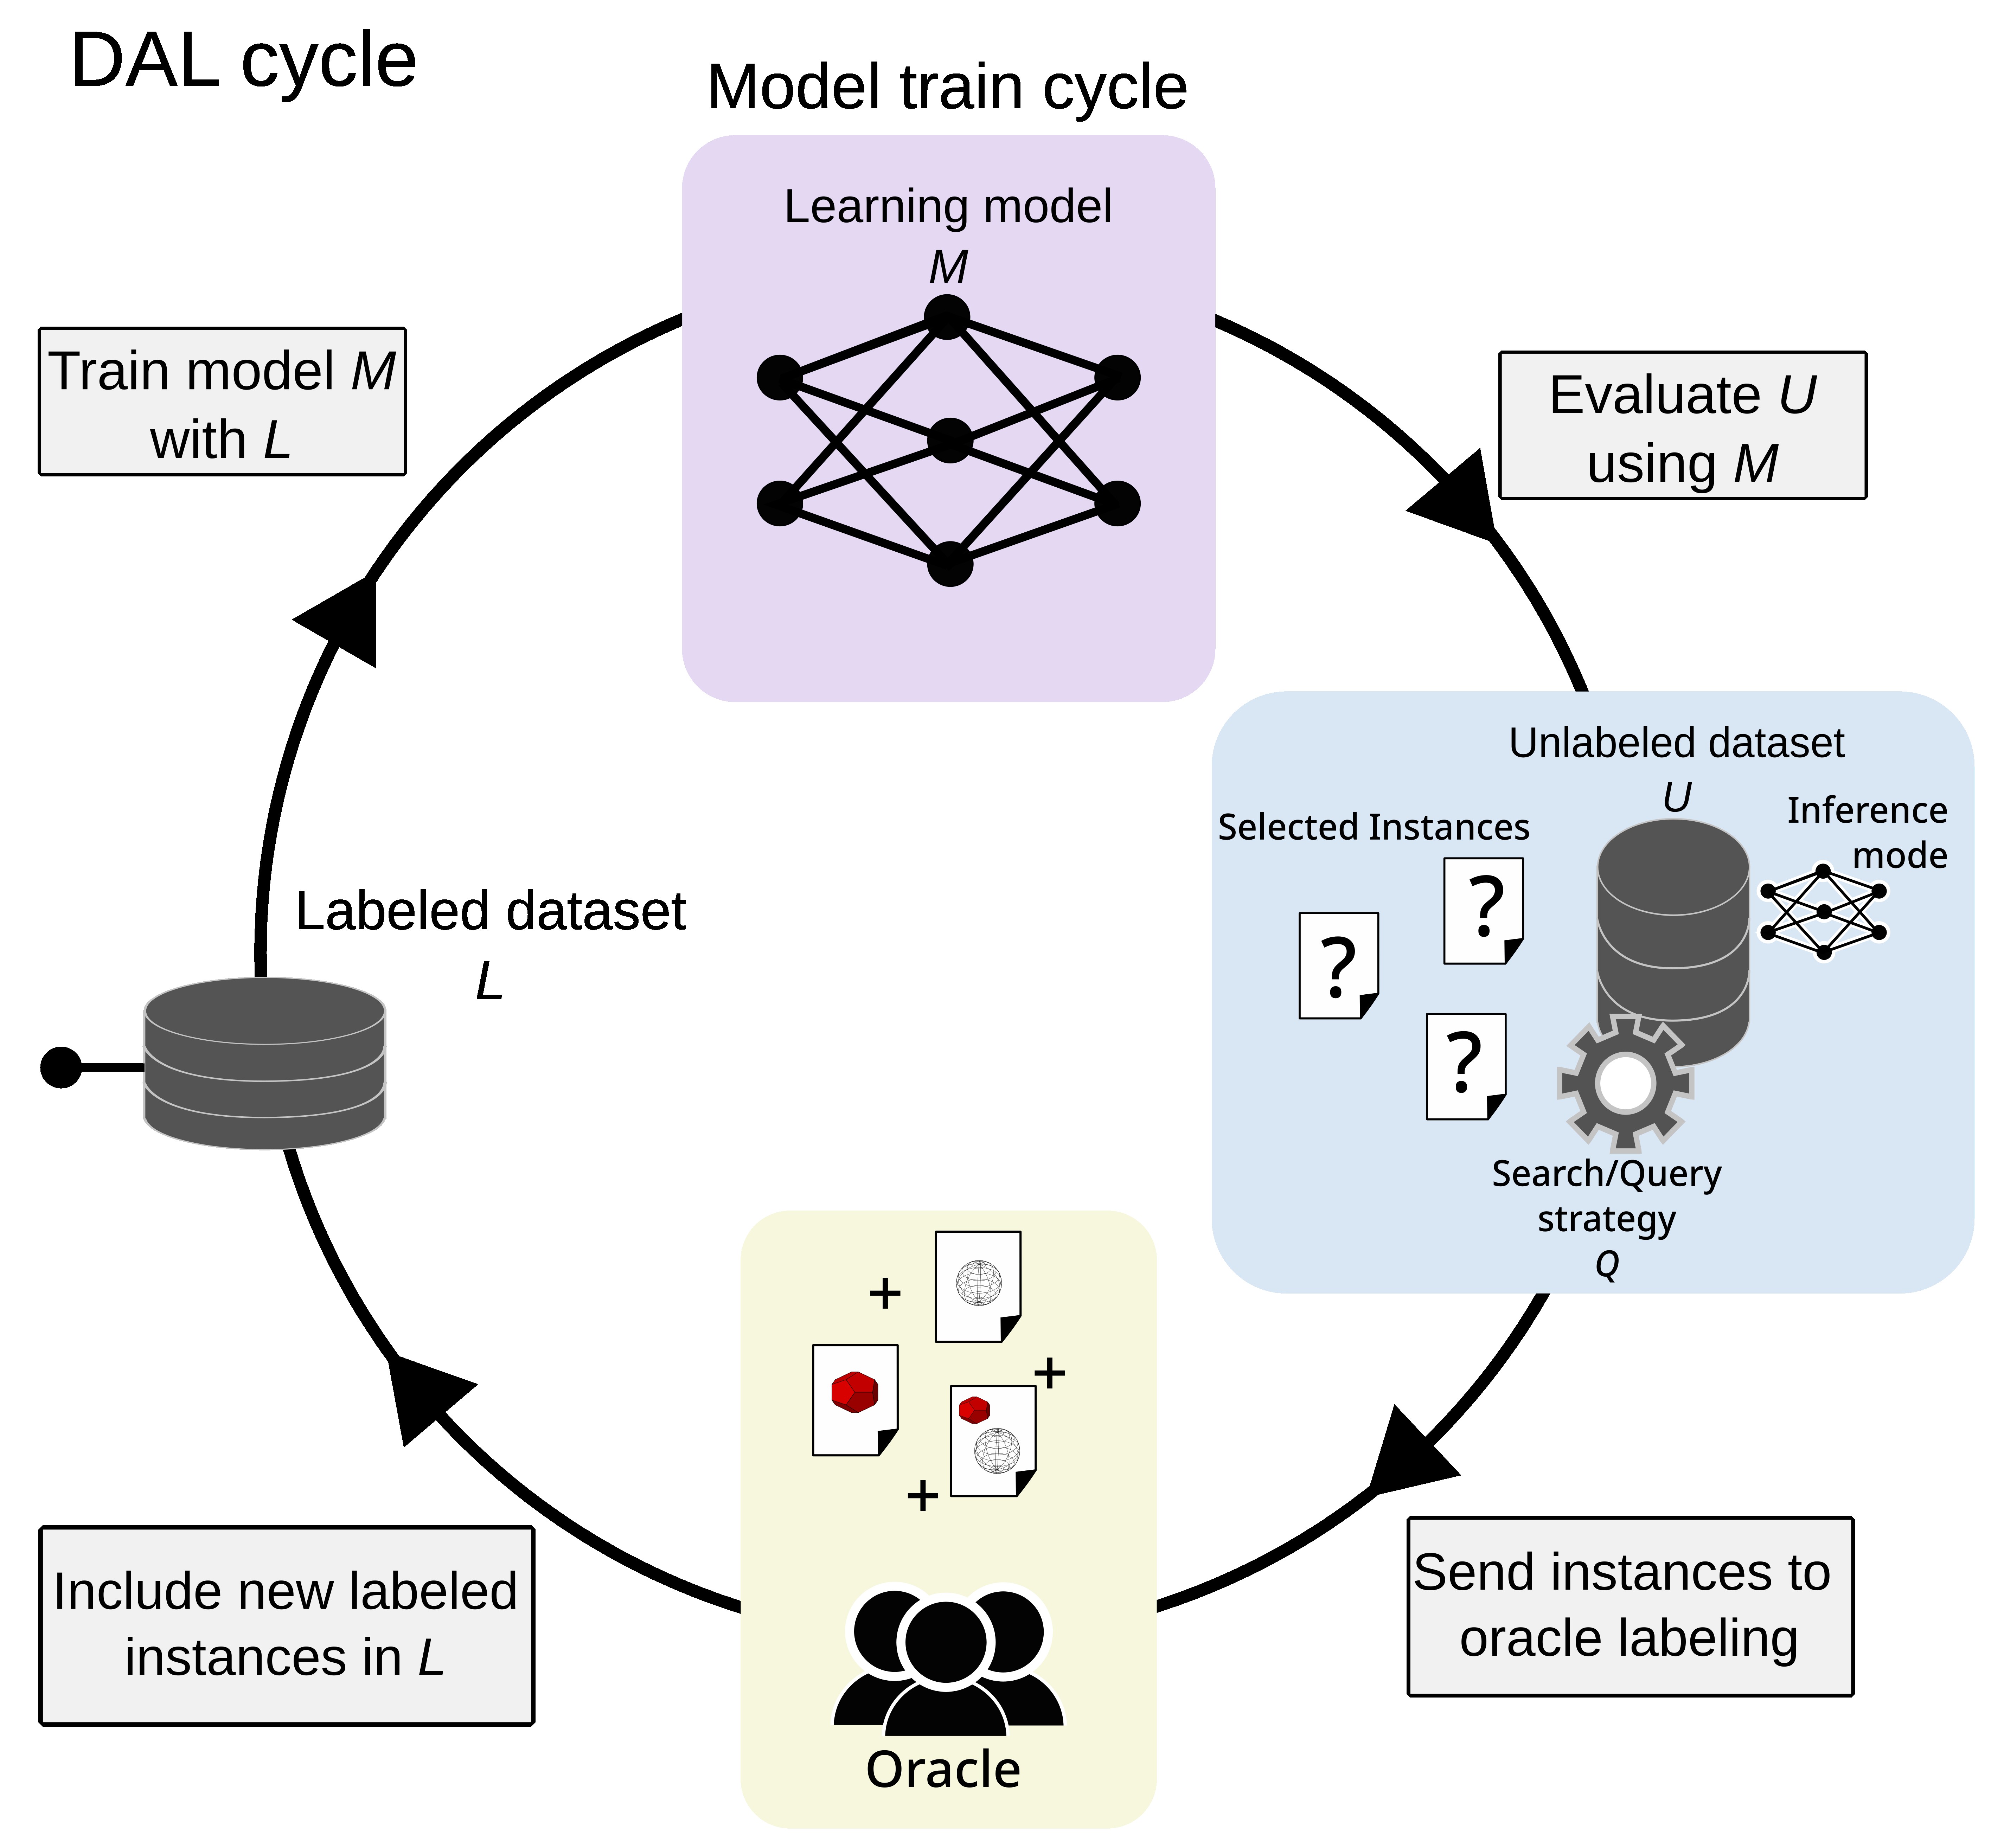 DAL cycle
Model train cycle
Learning model
M
Train model M
with L
Evaluate U
using M
Unlabeled dataset
U
Inference
mode
Selected Instances
?
?
?
Search/Query
strategy
Q
Labeled dataset
L
+
+
+
Oracle
Include new labeled
instances in L
Send instances to
oracle labeling